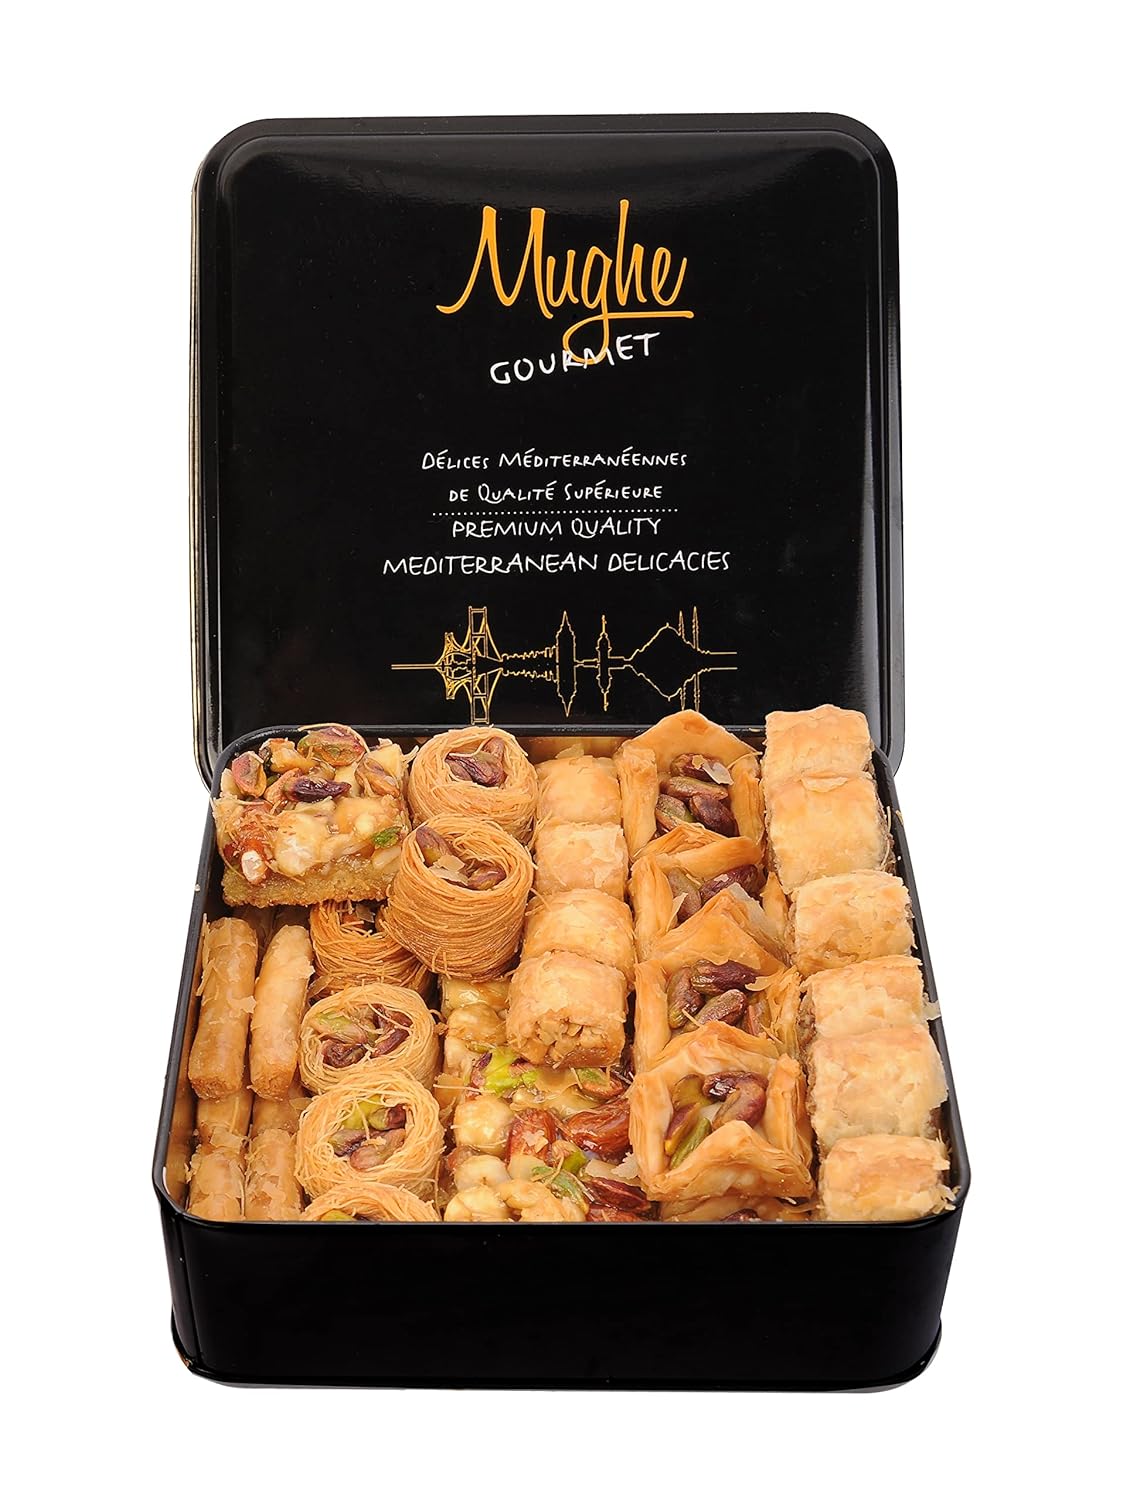 Mughe
GOURMET
DÉLICES MÉDITERRANÉENNES
DE QUALITÉ SUPÉRIEURE
PREMIUM QUALITY
MEDITERRANEAN DELICACIES